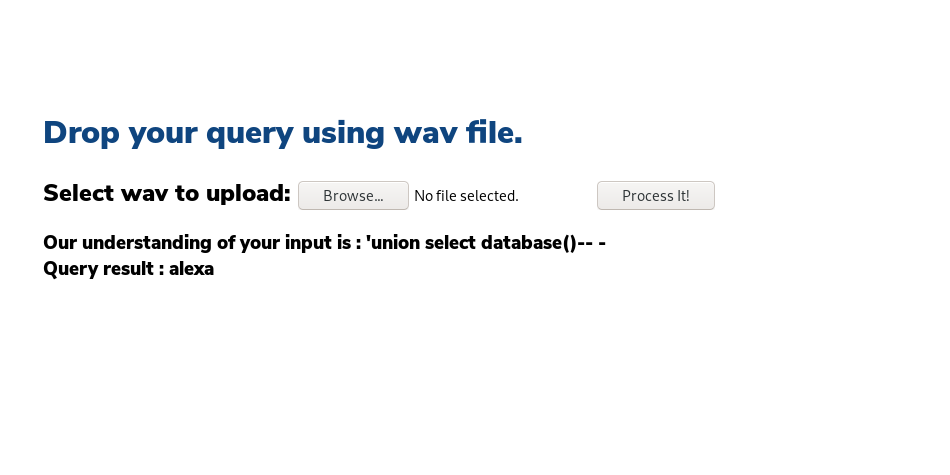 Drop your query using wav file.
Select wav to upload: Browse... No file selected. Process It!
Our understanding of your input is : 'union select database()-- -
Query result : alexa